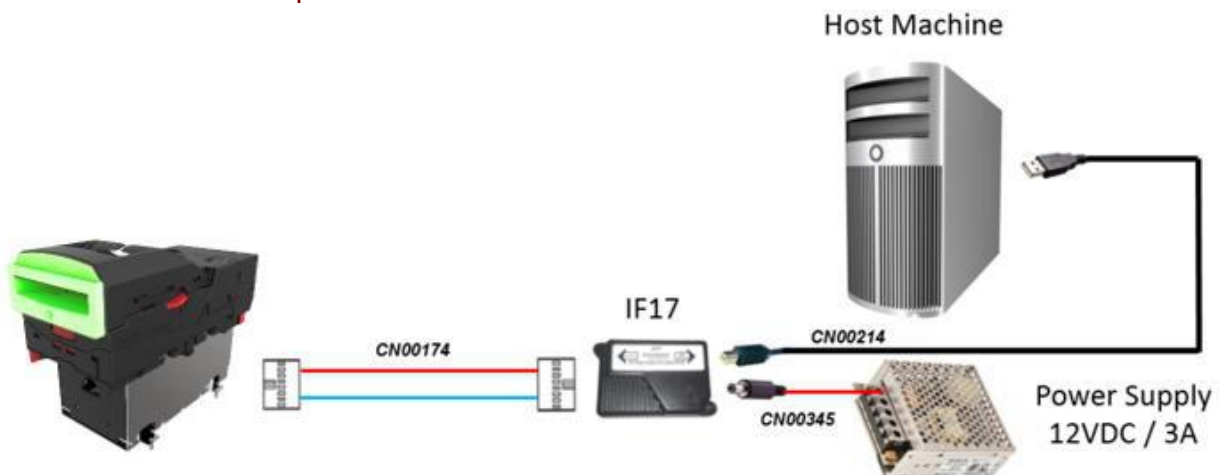 Host Machine
IF17
CN00174
CN00214
CN00345
Power Supply
12VDC / 3A